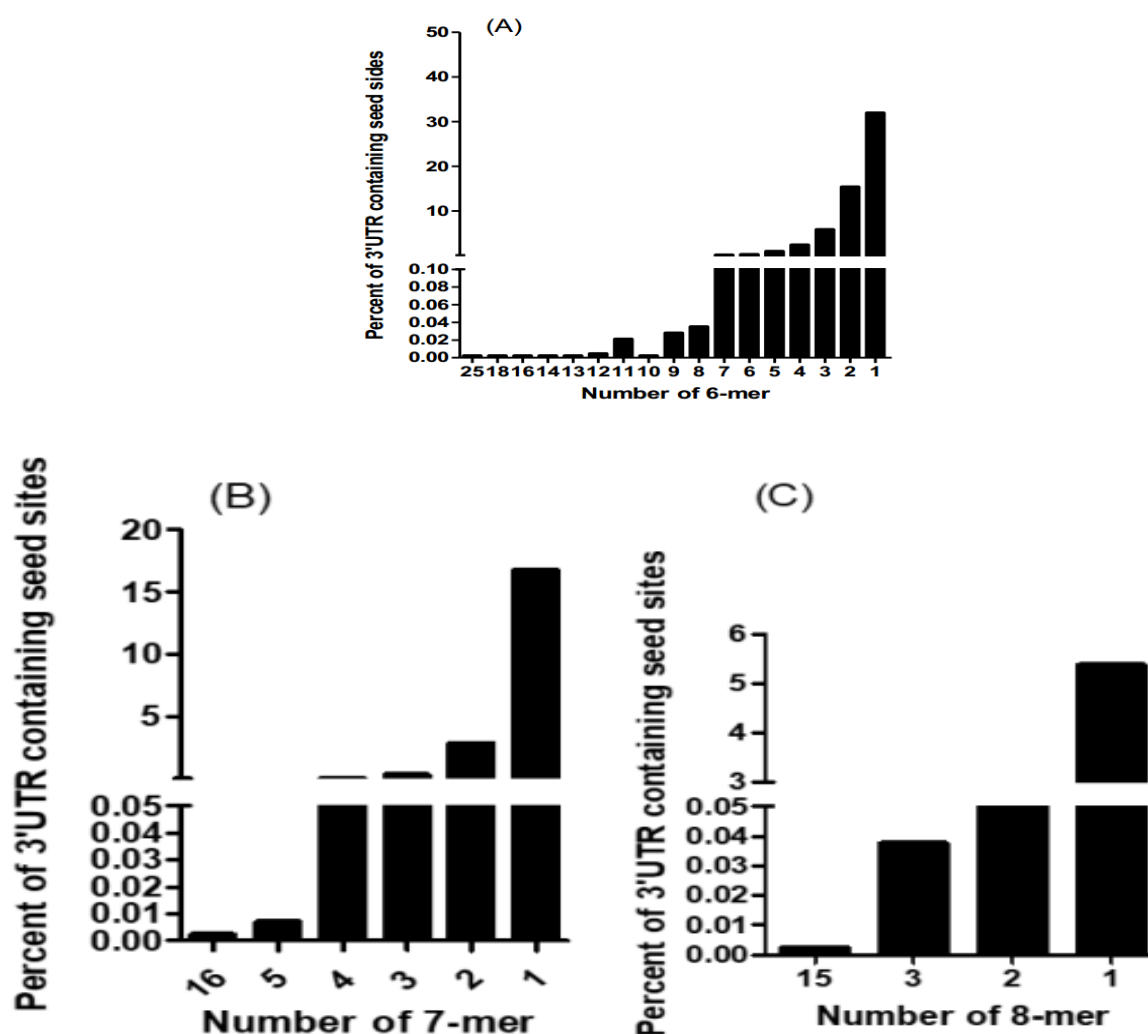 (A)
Percent of 3'UTR containing seed sides
50
40
30
20
10
0.10
0.08
0.06
0.04
0.02
0.00
25 18 16 14 13 12 11 10 9 8 7 6 5 4 3 2 1
Number of 6-mer
(B)
Percent of 3'UTR containing seed sites
20
15
10
5
0.05
0.04
0.03
0.02
0.01
0.00
16 5 4 3 2 1
Number of 7-mer
(C)
Percent of 3'UTR containing seed sites
6
5
4
3
0.05
0.04
0.03
0.02
0.01
0.00
15 3 2 1
Number of 8-mer